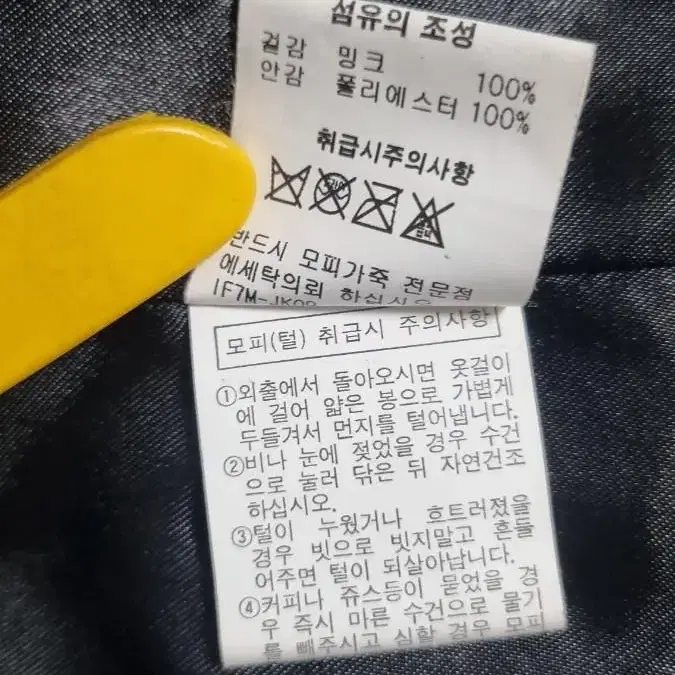 섬유의 조성
겉감 밍크 100%
안감 폴리에스터 100%
취급시주의사항
반드시 모피가죽 전문점
에세탁의뢰 하십시오
IF7M-JK09
모피(털) 취급시 주의사항
①외출에서 돌아오시면 옷걸이
에 걸어 얇은 봉으로 가볍게
두들겨서 먼지를 털어냅니다.
②비나 눈에 젖었을 경우 수건
으로 눌러 닦은 뒤 자연건조
하십시오.
③털이 누웠거나 흐트러졌을
경우 빗으로 빗지말고 흔들
어주면 털이 되살아납니다.
④커피나 쥬스등이 묻었을 경
우 즉시 마른 수건으로 물기
를 빼주시고 심할 경우 모피